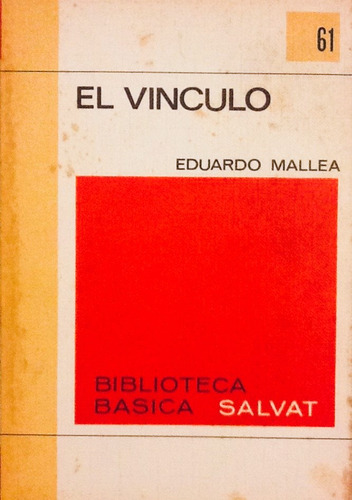 61
EL VINCULO
EDUARDO MALLEA
BIBLIOTECA
BASICA SALVAT